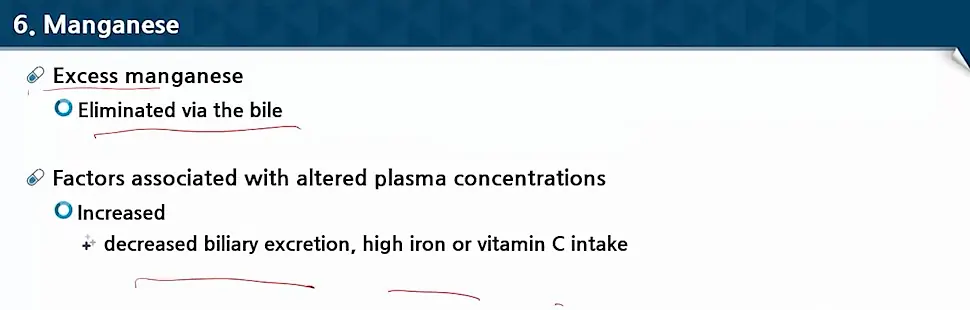 6. Manganese
Excess manganese
Eliminated via the bile
Factors associated with altered plasma concentrations
Increased
decreased biliary excretion, high iron or vitamin C intake